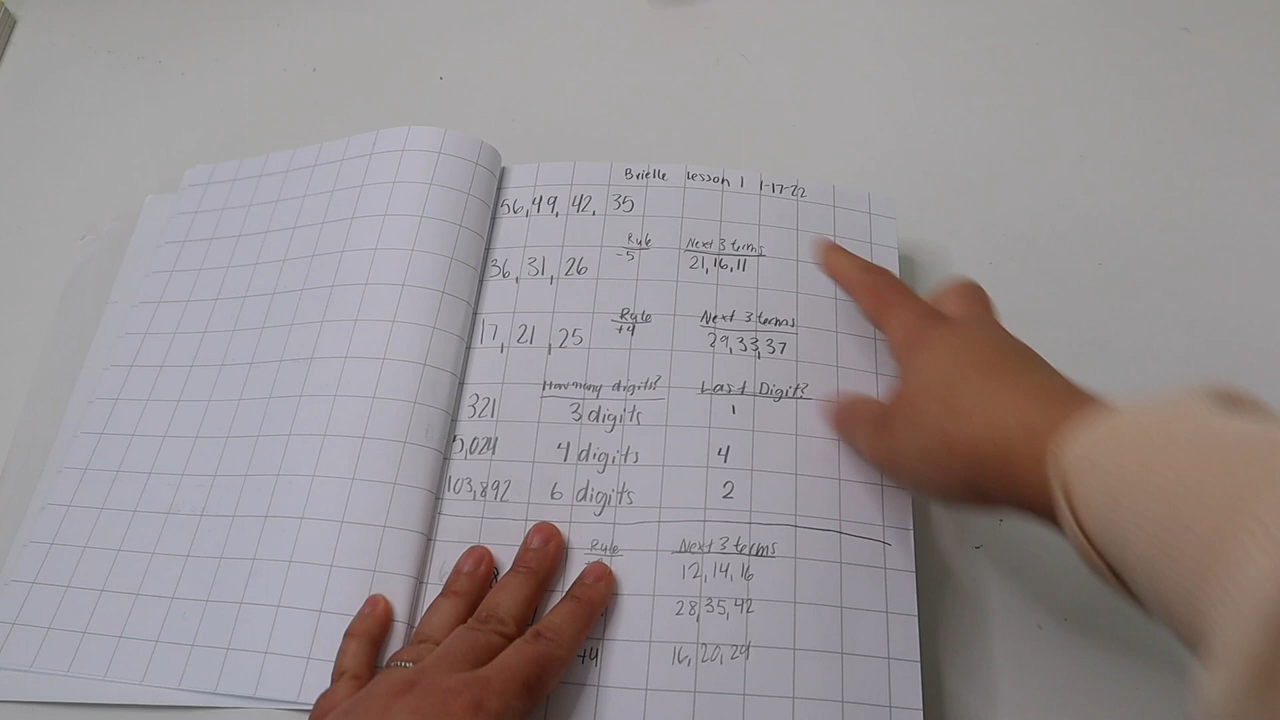 Brielle Lesson 1 1-17-22
56, 49, 42, 35
Rule Next 3 terms
36, 31, 26 -5 21, 16, 11
Rule Next 3 terms
17, 21, 25 +4 29, 33, 37
How many digits? Last Digit?
321 3 digits 1
5,024 4 digits 4
103,892 6 digits 2
Rule Next 3 terms
8 12, 14, 16
28, 35, 42
+4 16, 20, 24